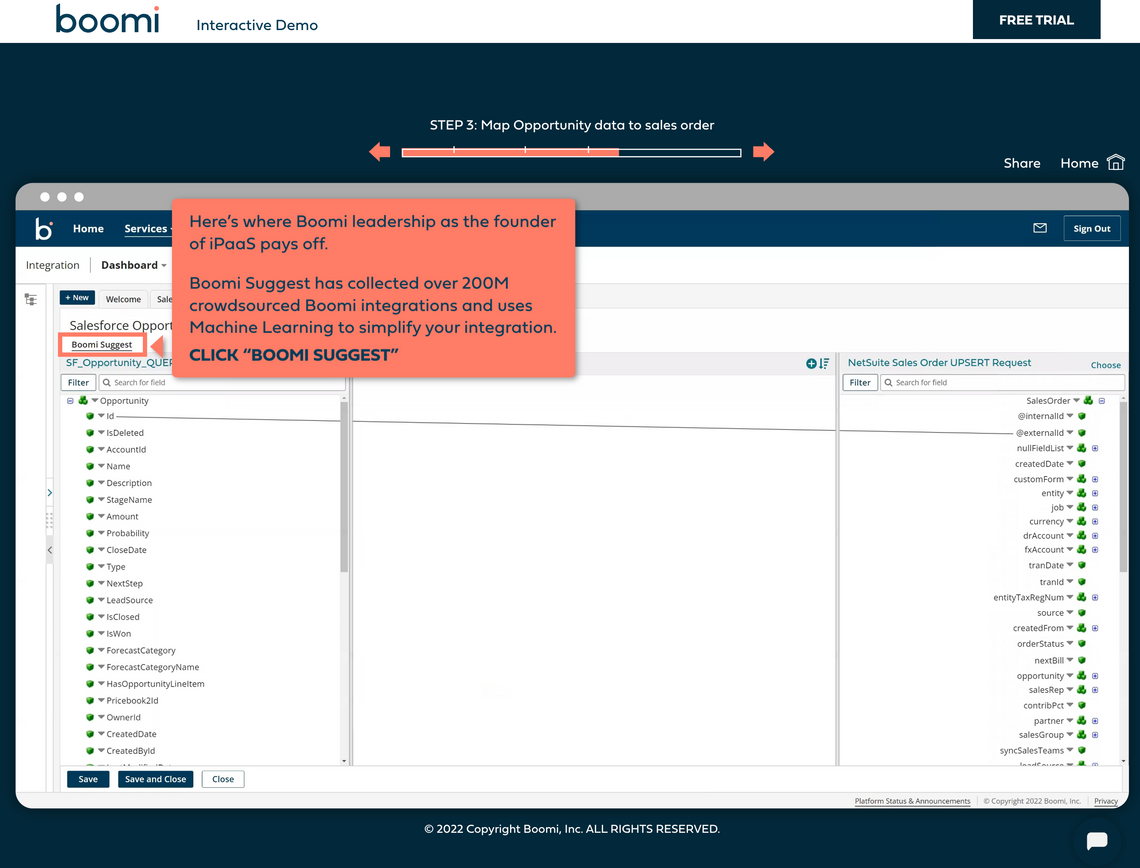 boomi
Interactive Demo
FREE TRIAL
STEP 3: Map Opportunity data to sales order
Share
Home
Home
Services
Sign Out
Here's where Boomi leadership as the founder
of iPaaS pays off.
Boomi Suggest has collected over 200M
crowdsourced Boomi integrations and uses
Machine Learning to simplify your integration.
CLICK “BOOMI SUGGEST”
Integration
Dashboard
+ New
Welcome
Salesforce
Boomi Suggest
NetSuite Sales Order UPSERT Request
Choose
Filter
Search for field
Filter
Search for field
Opportunity
Id
IsDeleted
AccountId
Name
Description
StageName
Amount
Probability
CloseDate
Type
NextStep
LeadSource
IsClosed
IsWon
ForecastCategory
ForecastCategoryName
HasOpportunityLineItem
Pricebook2Id
OwnerId
CreatedDate
CreatedById
SalesOrder
@internalId
@externalId
nullFieldList
createdDate
customForm
entity
job
currency
drAccount
fxAccount
tranDate
tranId
entityTaxRegNum
source
createdFrom
orderStatus
nextBill
opportunity
salesRep
contribPct
partner
salesGroup
syncSalesTeams
leadSource
Save
Save and Close
Close
Platform Status & Announcements
© Copyright 2022 Boomi, Inc.
Privacy
© 2022 Copyright Boomi, Inc. ALL RIGHTS RESERVED.